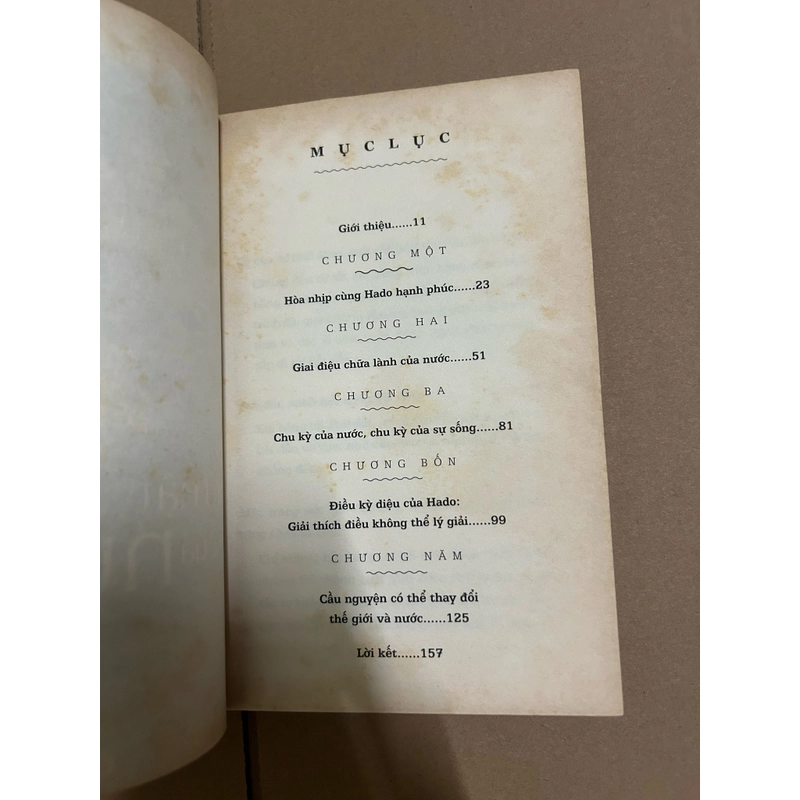 MỤC LỤC
Giới thiệu......11
CHƯƠNG MỘT
Hòa nhịp cùng Hado hạnh phúc......23
CHƯƠNG HAI
Giai điệu chữa lành của nước......51
CHƯƠNG BA
Chu kỳ của nước, chu kỳ của sự sống......81
CHƯƠNG BỐN
Điều kỳ diệu của Hado:
Giải thích điều không thể lý giải......99
CHƯƠNG NĂM
Cầu nguyện có thể thay đổi
thế giới và nước......125
Lời kết......157